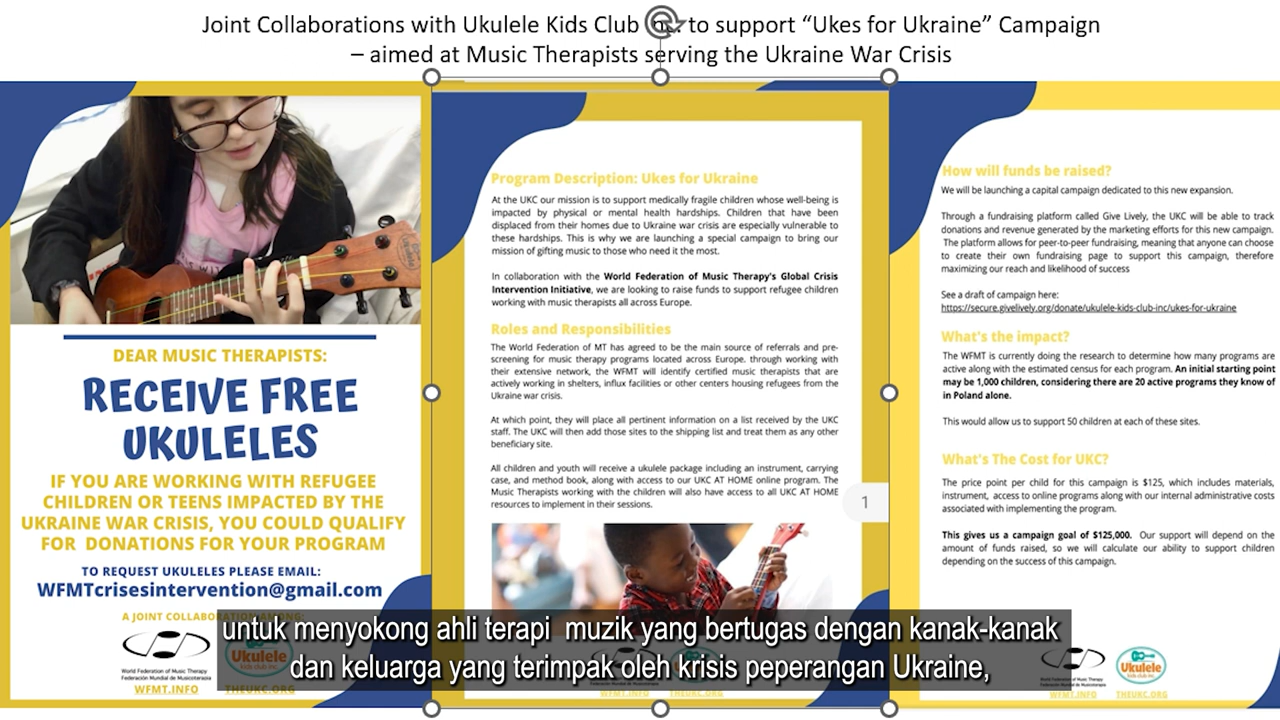 Joint Collaborations with Ukulele Kids Club to support “Ukes for Ukraine” Campaign
– aimed at Music Therapists serving the Ukraine War Crisis
DEAR MUSIC THERAPISTS:
RECEIVE FREE
UKULELES
IF YOU ARE WORKING WITH REFUGEE
CHILDREN OR TEENS IMPACTED BY THE
UKRAINE WAR CRISIS, YOU COULD QUALIFY
FOR DONATIONS FOR YOUR PROGRAM
TO REQUEST UKULELES PLEASE EMAIL:
WFMTcrisesintervention@gmail.com
A JOINT COLLABORATION AMONG:
World Federation of Music Therapy
Federación Mundial de Musicoterapia
WFMT.INFO
Ukulele
kids club inc.
THEUKC.ORG
Program Description: Ukes for Ukraine
At the UKC our mission is to support medically fragile children whose well-being is
impacted by physical or mental health hardships. Children that have been
displaced from their homes due to Ukraine war crisis are especially vulnerable to
these hardships. This is why we are launching a special campaign to bring our
mission of gifting music to those who need it the most.
In collaboration with the World Federation of Music Therapy's Global Crisis
Intervention Initiative, we are looking to raise funds to support refugee children
working with music therapists all across Europe.
Roles and Responsibilities
The World Federation of MT has agreed to be the main source of referrals and pre-
screening for music therapy programs located across Europe. through working with
their extensive network, the WFMT will identify certified music therapists that are
actively working in shelters, influx facilities or other centers housing refugees from the
Ukraine war crisis.
At which point, they will place all pertinent information on a list received by the UKC
staff. The UKC will then add those sites to the shipping list and treat them as any other
beneficiary site.
All children and youth will receive a ukulele package including an instrument, carrying
case, and method book, along with access to our UKC AT HOME online program. The
Music Therapists working with the children will also have access to all UKC AT HOME
resources to implement in their sessions.
1
WFMT.INFO
THEUKC.ORG
How will funds be raised?
We will be launching a capital campaign dedicated to this new expansion.
Through a fundraising platform called Give Lively, the UKC will be able to track
donations and revenue generated by the marketing efforts for this new campaign.
The platform allows for peer-to-peer fundraising, meaning that anyone can choose
to create their own fundraising page to support this campaign, therefore
maximizing our reach and likelihood of success
See a draft of campaign here:
https://secure.givelively.org/donate/ukulele-kids-club-inc/ukes-for-ukraine
What's the impact?
The WFMT is currently doing the research to determine how many programs are
active along with the estimated census for each program. An initial starting point
may be 1,000 children, considering there are 20 active programs they know of
in Poland alone.
This would allow us to support 50 children at each of these sites.
What's The Cost for UKC?
The price point per child for this campaign is $125, which includes materials,
instrument, access to online programs along with our internal administrative costs
associated with implementing the program.
This gives us a campaign goal of $125,000. Our support will depend on the
amount of funds raised, so we will calculate our ability to support children
depending on the success of this campaign.
Ukulele
kids club inc.
WFMT.INFO
THEUKC.ORG
untuk menyokong ahli terapi muzik yang bertugas dengan kanak-kanak
dan keluarga yang terimpak oleh krisis peperangan Ukraine,